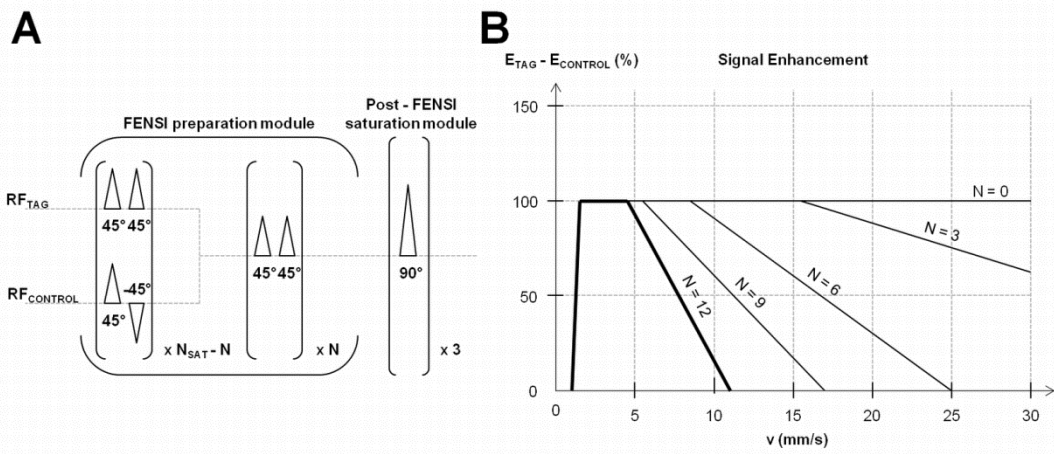 A
FENSI preparation module
Post - FENSI
saturation module
RF_TAG
45° 45°
RF_CONTROL
-45°
45°
x N_SAT - N
45° 45°
x N
90°
x 3
B
E_TAG - E_CONTROL (%)
Signal Enhancement
150
100
50
0
N = 0
N = 3
N = 6
N = 9
N = 12
0 5 10 15 20 25 30
v (mm/s)